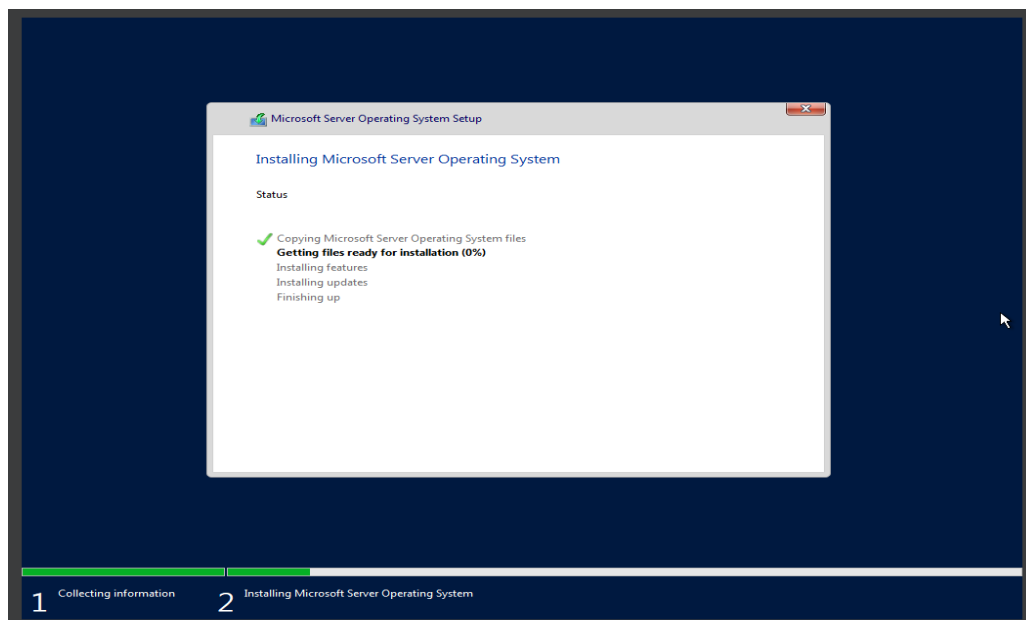 Microsoft Server Operating System Setup
Installing Microsoft Server Operating System
Status
Copying Microsoft Server Operating System files
Getting files ready for installation (0%)
Installing features
Installing updates
Finishing up
1 Collecting information 2 Installing Microsoft Server Operating System